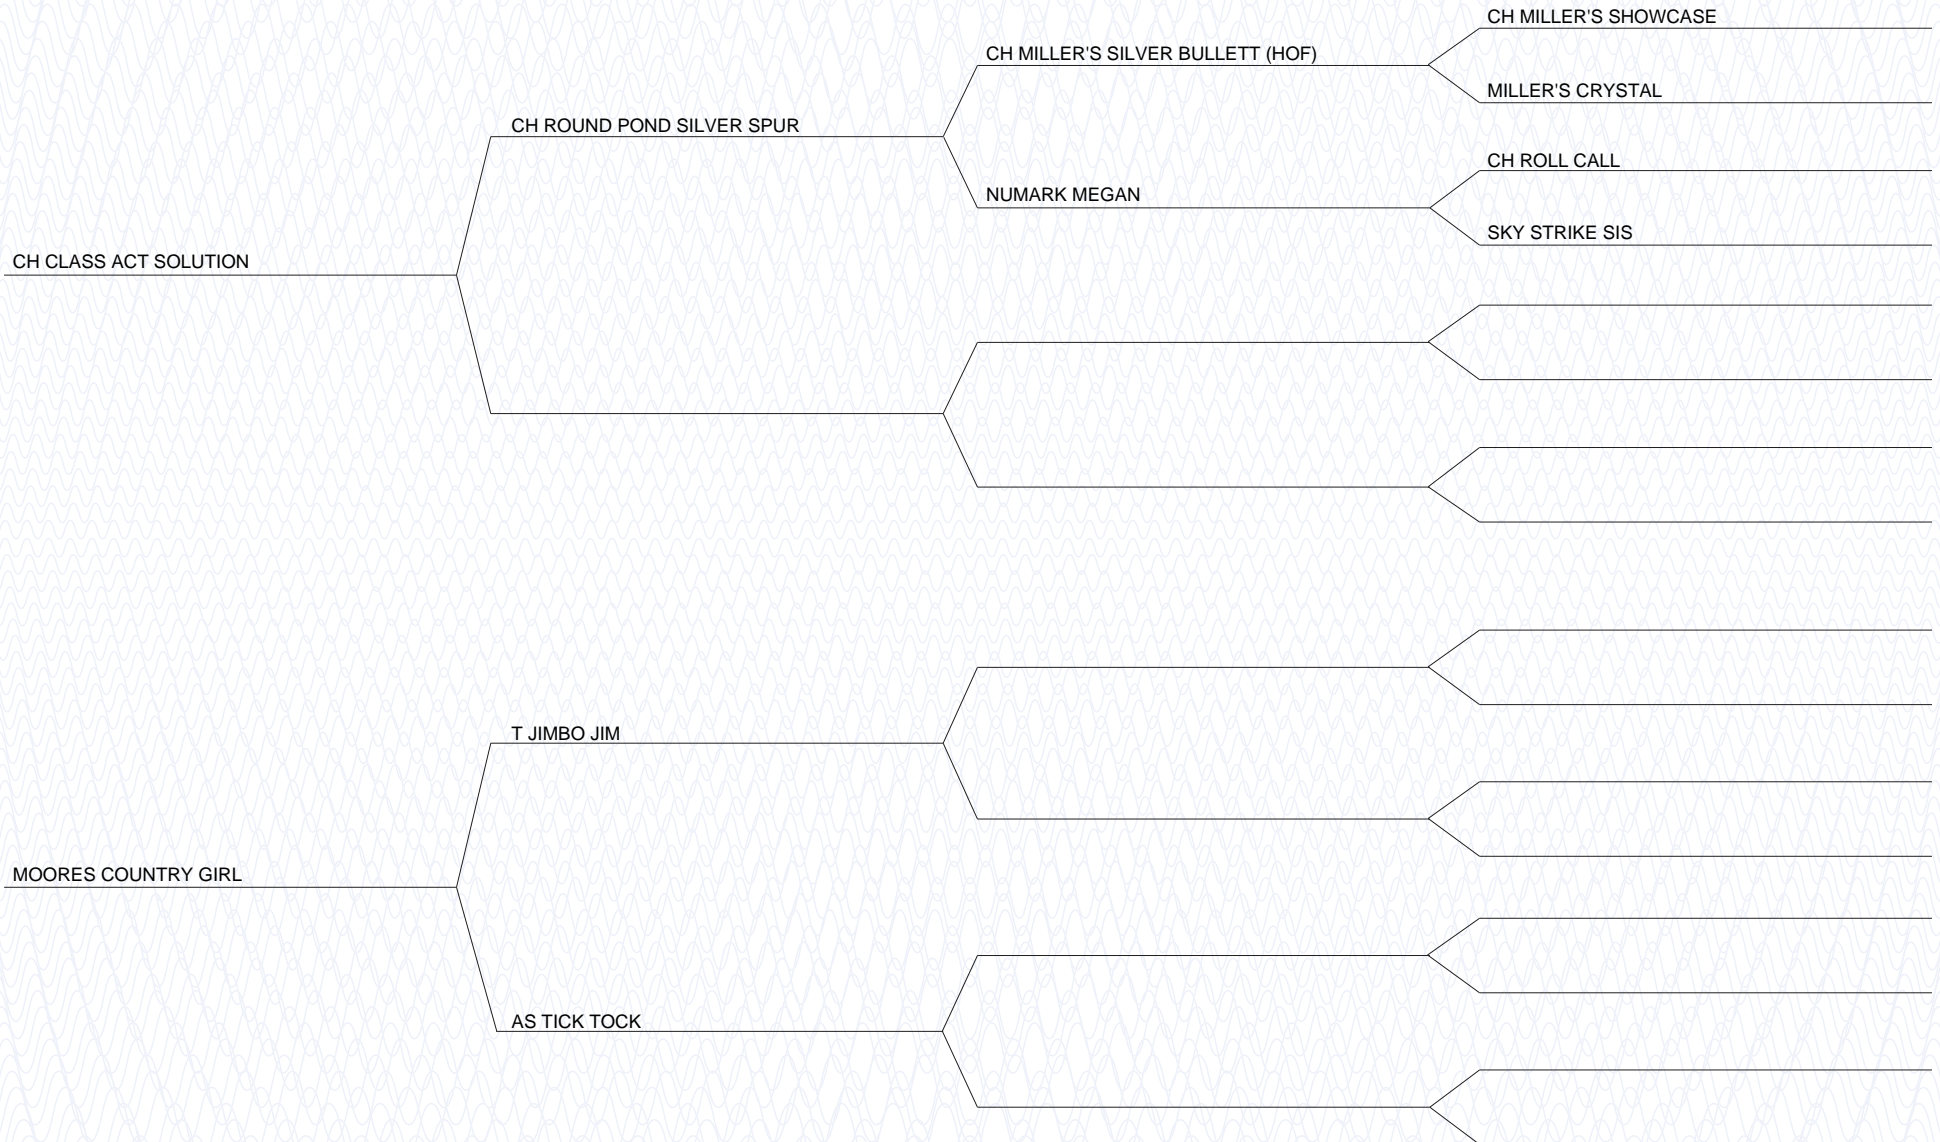 CH MILLER'S SHOWCASE
CH MILLER'S SILVER BULLETT (HOF)
MILLER'S CRYSTAL
CH ROUND POND SILVER SPUR
CH ROLL CALL
NUMARK MEGAN
SKY STRIKE SIS
CH CLASS ACT SOLUTION
T JIMBO JIM
MOORES COUNTRY GIRL
AS TICK TOCK